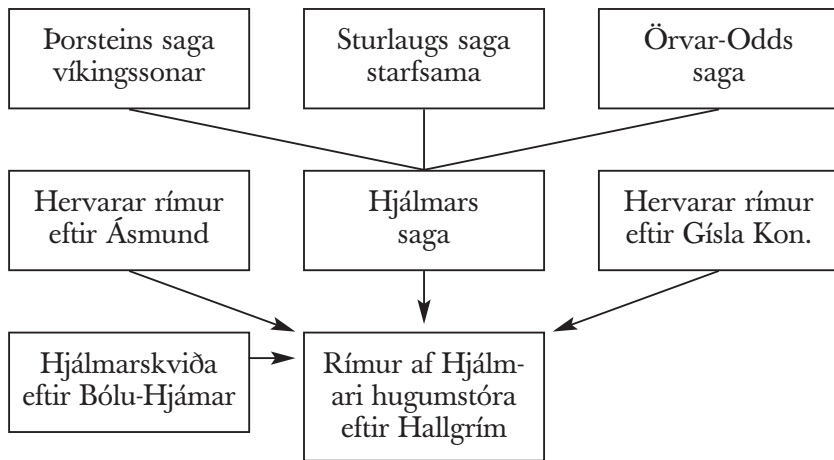 Þorsteins saga
víkingssonar
Sturlaugs saga
starfsama
Örvar-Odds
saga
Hervarar rímur
eftir Ásmund
Hjálmars
saga
Hervarar rímur
eftir Gísla Kon.
Hjálmarskviða
eftir Bólu-Hjámar
Rímur af Hjálm-
ari hugumstóra
eftir Hallgrím